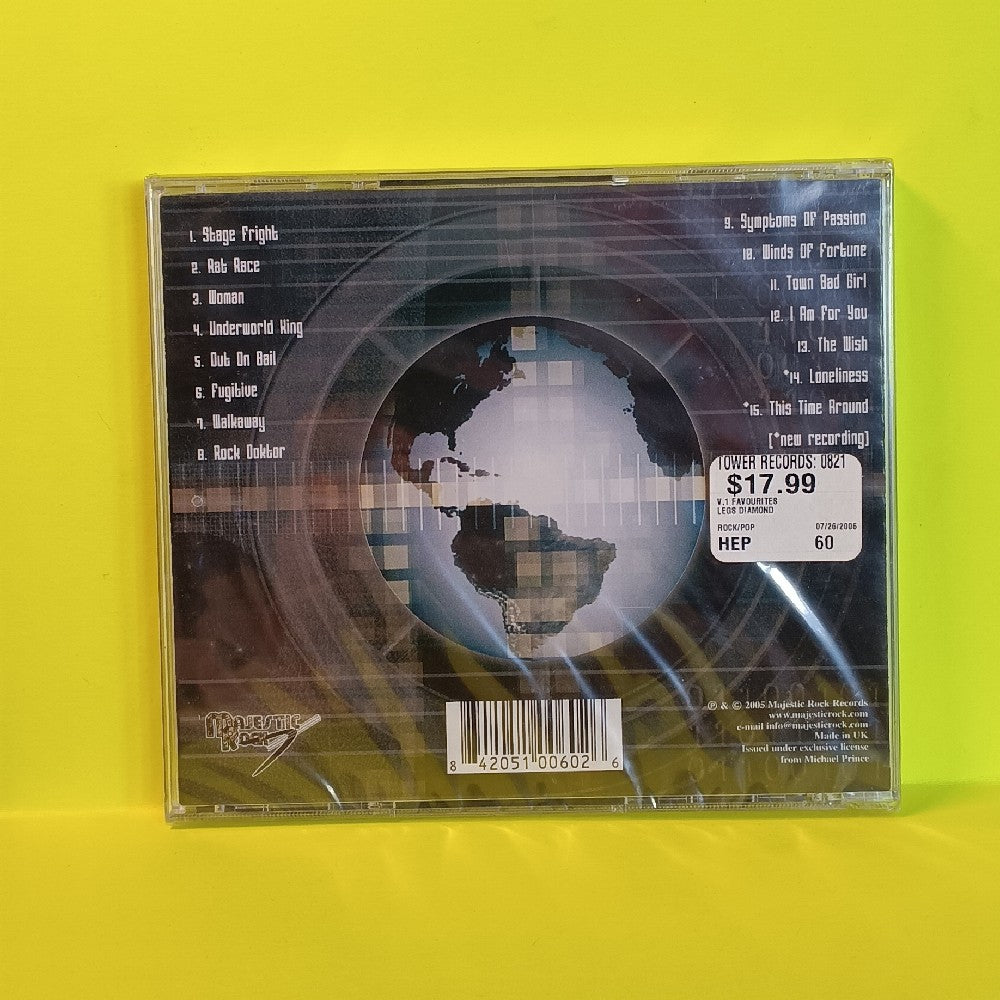 1. Stage Fright
2. Rat Race
3. Woman
4. Underworld King
5. Out On Bail
6. Fugitive
7. Walkaway
8. Rock Doktor
9. Symptoms Of Passion
10. Winds Of Fortune
11. Town Bad Girl
12. I Am For You
13. The Wish
*14. Loneliness
*15. This Time Around
[*new recording]
TOWER RECORDS: 0821
$17.99
V.1 FAVOURITES
LEGS DIAMOND
ROCK/POP 07/26/2006
HEP 60
MAJESTIC
ROCK
8 42051 00602 6
℗ & © 2005 Majestic Rock Records
www.majesticrock.com
e-mail info@majesticrock.com
Made in UK
Issued under exclusive license
from Michael Prince